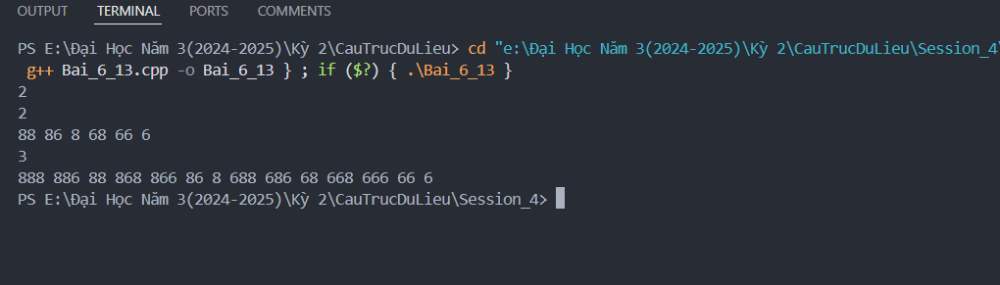 OUTPUT TERMINAL PORTS COMMENTS
PS E:\Đại Học Năm 3(2024-2025)\Kỳ 2\CauTrucDuLieu> cd "e:\Đại Học Năm 3(2024-2025)\Kỳ 2\CauTrucDuLieu\Session_4\
g++ Bai_6_13.cpp -o Bai_6_13 } ; if ($?) { .\Bai_6_13 }
2
2
88 86 8 68 66 6
3
888 886 88 868 866 86 8 688 686 68 668 666 66 6
PS E:\Đại Học Năm 3(2024-2025)\Kỳ 2\CauTrucDuLieu\Session_4>